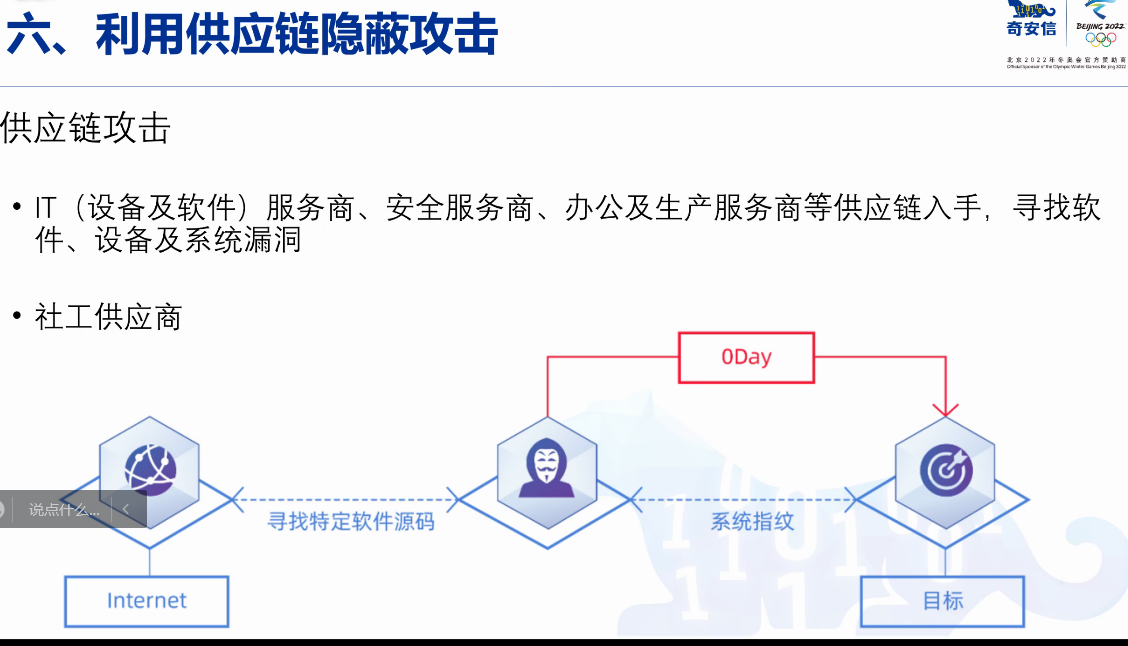 六、利用供应链隐蔽攻击
奇安信
BEIJING 2022
北京2022年冬奥会官方赞助商
Official Sponsor of the Olympic Winter Games Beijing 2022
供应链攻击
• IT（设备及软件）服务商、安全服务商、办公及生产服务商等供应链入手，寻找软
件、设备及系统漏洞
• 社工供应商
0Day
说点什么...
寻找特定软件源码
系统指纹
Internet
目标